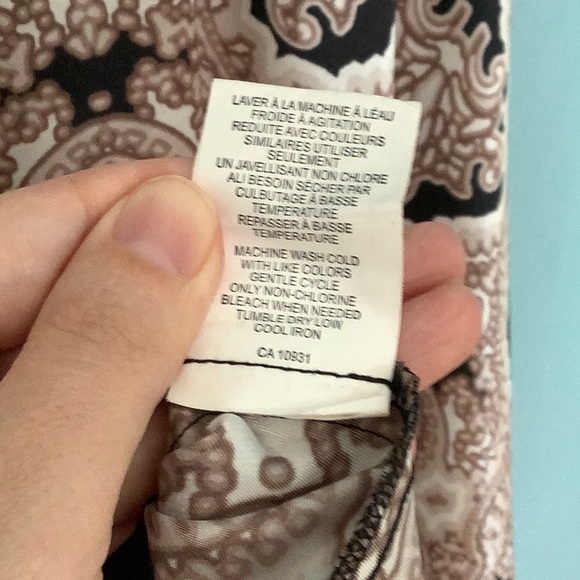 LAVER À LA MACHINE À LÉAU
FROIDE À AGITATION
REDUITE AVEC COULEURS
SIMILAIRES UTILISER
SEULEMENT
UN JAVELLISANT NON CHLORE
AU BESOIN SÉCHER PAR
CULBUTAGE À BASSE
TEMPERATURE
REPASSER À BASSE
TEMPERATURE
MACHINE WASH COLD
WITH LIKE COLORS
GENTLE CYCLE
ONLY NON-CHLORINE
BLEACH WHEN NEEDED
TUMBLE DRY LOW
COOL IRON
CA 10931